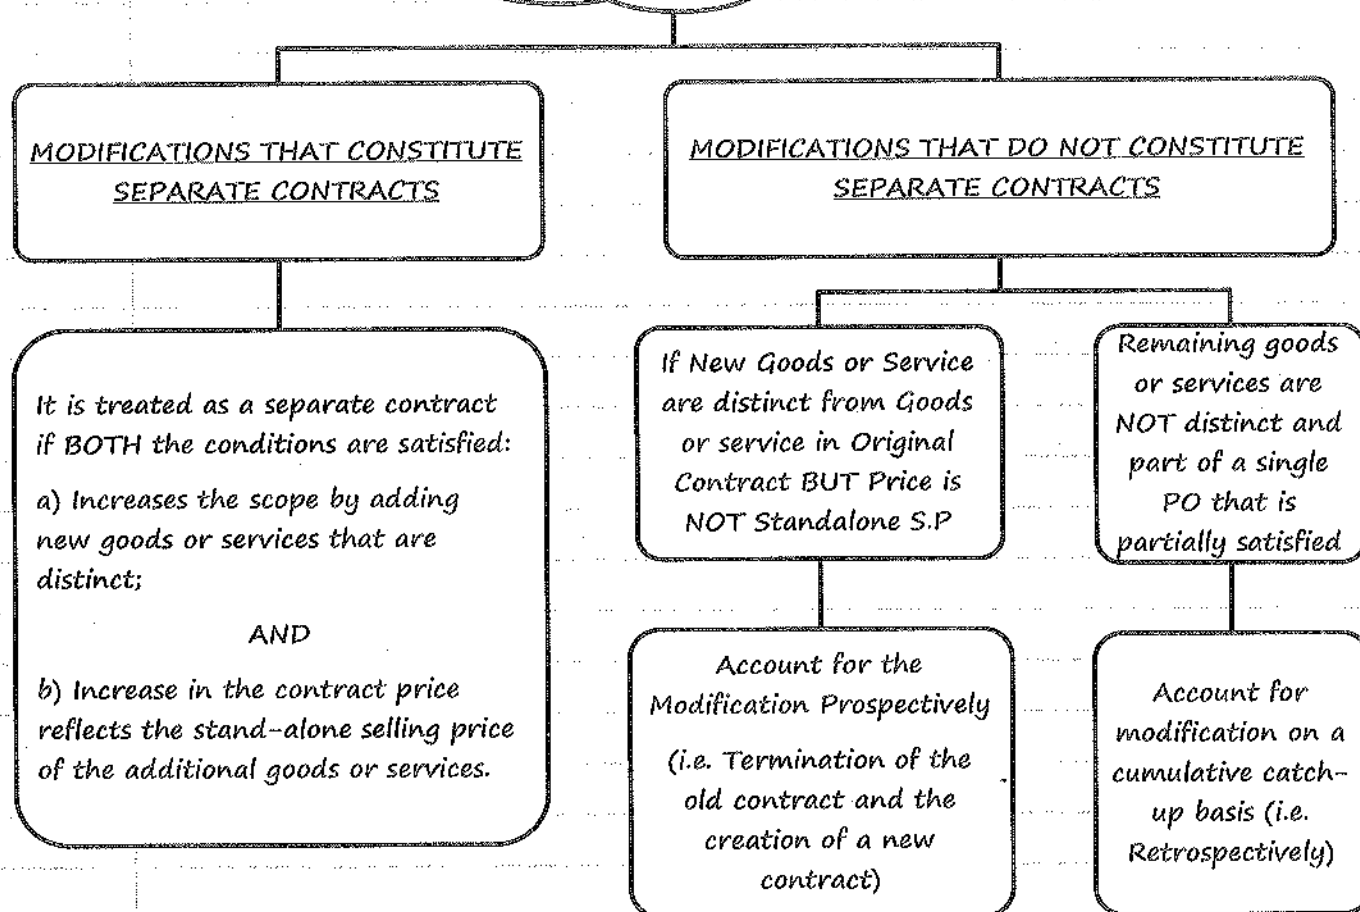 MODIFICATIONS THAT CONSTITUTE
SEPARATE CONTRACTS
It is treated as a separate contract
if BOTH the conditions are satisfied:
a) Increases the scope by adding
new goods or services that are
distinct;
AND
b) Increase in the contract price
reflects the stand-alone selling price
of the additional goods or services.
MODIFICATIONS THAT DO NOT CONSTITUTE
SEPARATE CONTRACTS
If New Goods or Service
are distinct from Goods
or service in Original
Contract BUT Price is
NOT Standalone S.P
Account for the
Modification Prospectively
(i.e. Termination of the
old contract and the
creation of a new
contract)
Remaining goods
or services are
NOT distinct and
part of a single
PO that is
partially satisfied
Account for
modification on a
cumulative catch-
up basis (i.e.
Retrospectively)